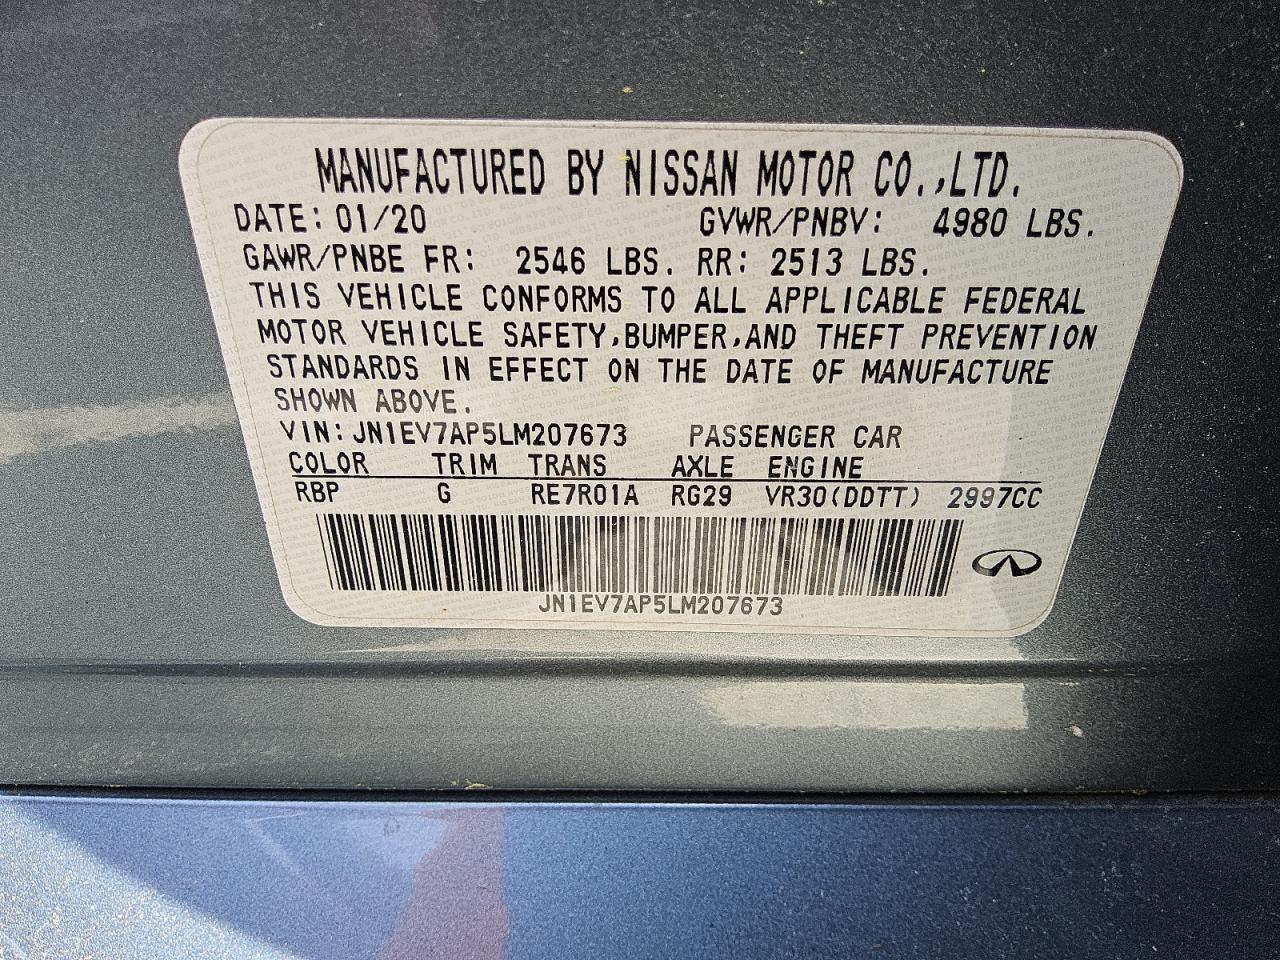 MANUFACTURED BY NISSAN MOTOR CO.,LTD.
DATE: 01/20 GVWR/PNBV: 4980 LBS.
GAWR/PNBE FR: 2546 LBS. RR: 2513 LBS.
THIS VEHICLE CONFORMS TO ALL APPLICABLE FEDERAL
MOTOR VEHICLE SAFETY,BUMPER,AND THEFT PREVENTION
STANDARDS IN EFFECT ON THE DATE OF MANUFACTURE
SHOWN ABOVE.
VIN:JN1EV7AP5LM207673 PASSENGER CAR
COLOR TRIM TRANS AXLE ENGINE
RBP G RE7R01A RG29 VR30(DDTT) 2997CC
JN1EV7AP5LM207673